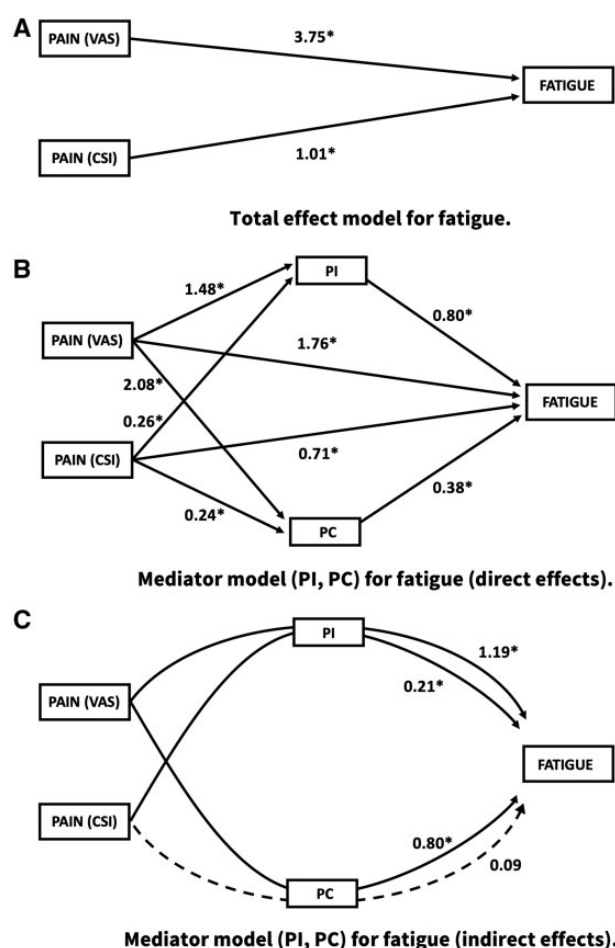 A
PAIN (VAS)
3.75*
FATIGUE
PAIN (CSI)
1.01*
Total effect model for fatigue.
B
PI
1.48*
0.80*
PAIN (VAS)
1.76*
2.08*
FATIGUE
0.26*
PAIN (CSI)
0.71*
0.38*
0.24*
PC
Mediator model (PI, PC) for fatigue (direct effects).
C
PI
1.19*
0.21*
PAIN (VAS)
FATIGUE
PAIN (CSI)
0.80*
0.09
PC
Mediator model (PI, PC) for fatigue (indirect effects).